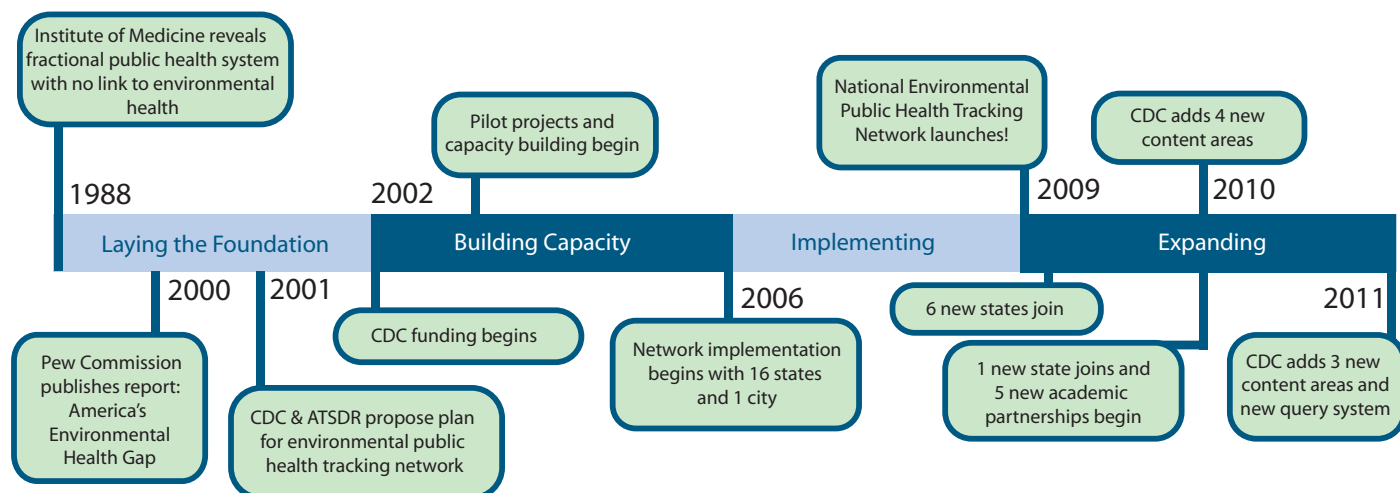 Institute of Medicine reveals
fractional public health system
with no link to environmental
health
1988
Laying the Foundation
2000
Pew Commission
publishes report:
America's
Environmental
Health Gap
2001
CDC & ATSDR propose plan
for environmental public
health tracking network
2002
Pilot projects and
capacity building begin
Building Capacity
CDC funding begins
2006
Network implementation
begins with 16 states
and 1 city
Implementing
National Environmental
Public Health Tracking
Network launches!
2009
Expanding
6 new states join
CDC adds 4 new
content areas
2010
1 new state joins and
5 new academic
partnerships begin
2011
CDC adds 3 new
content areas and
new query system